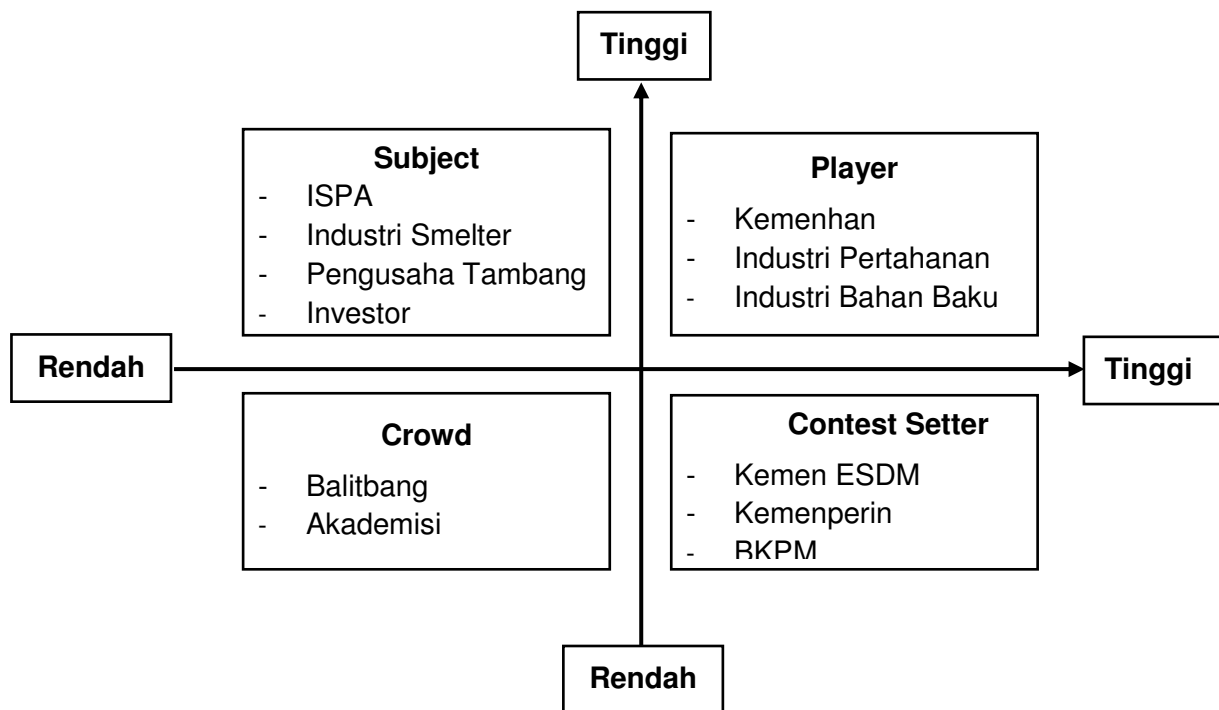 Tinggi
Subject
- ISPA
- Industri Smelter
- Pengusaha Tambang
- Investor
Player
- Kemenhan
- Industri Pertahanan
- Industri Bahan Baku
Rendah
Tinggi
Crowd
- Balitbang
- Akademisi
Contest Setter
- Kemen ESDM
- Kemenperin
- BKPM
Rendah